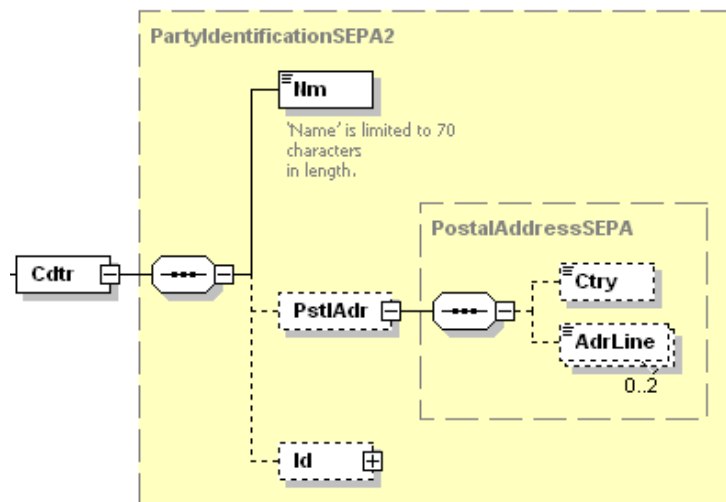 PartyIdentificationSEPA2
Nm
'Name' is limited to 70
characters
in length.
PostalAddressSEPA
Cdtr
Ctry
PstlAdr
AdrLine
0..2
Id